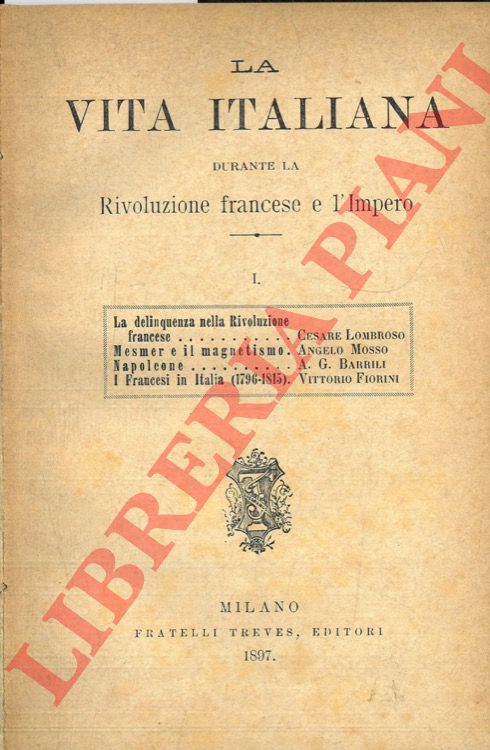 LA
VITA ITALIANA
DURANTE LA
Rivoluzione francese e l'Impero
I.
La delinquenza nella Rivoluzione
francese . . . . . . . . . . CESARE LOMBROSO
Mesmer e il magnetismo. ANGELO MOSSO
Napoleone . . . . . . . . . A. G. BARRILI
I Francesi in Italia (1796-1815). VITTORIO FIORINI
MILANO
FRATELLI TREVES, EDITORI
1897.
LIBRERIA PIANI